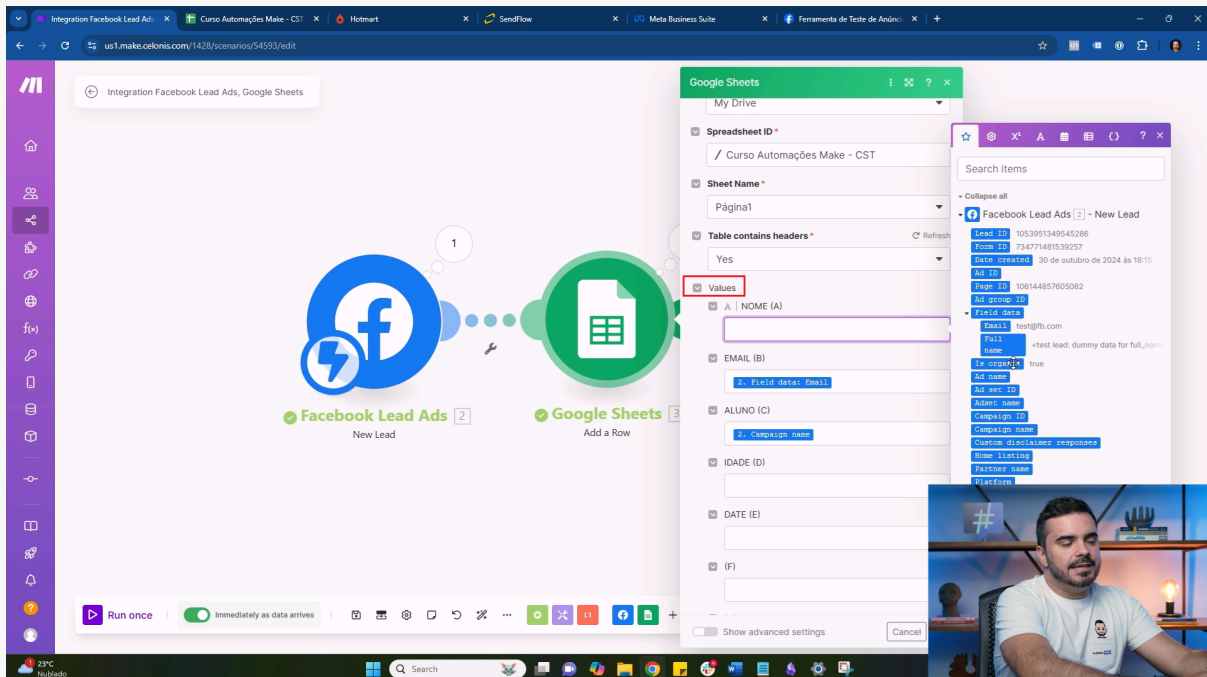 Integration Facebook Lead Ads,
Curso Automações Make - CST
Hotmart
SendFlow
Meta Business Suite
Ferramenta de Teste de Anúnci
us1.make.celonis.com/1428/scenarios/54593/edit
Integration Facebook Lead Ads, Google Sheets
1
Facebook Lead Ads 2
New Lead
Google Sheets 3
Add a Row
Run once
Immediately as data arrives
Google Sheets
My Drive
Spreadsheet ID *
/ Curso Automações Make - CST
Sheet Name *
Página1
Table contains headers *
Refresh
Yes
Values
A | NOME (A)
EMAIL (B)
2. Field data: Email
ALUNO (C)
2. Campaign name
IDADE (D)
DATE (E)
(F)
Show advanced settings
Cancel
Search items
Collapse all
Facebook Lead Ads 2 - New Lead
Lead ID 1053951349545286
Form ID 734771481539257
Date created 30 de outubro de 2024 às 18:15
Ad ID
Page ID 106144857605082
Ad group ID
Field data
Email test@fb.com
Full name <test lead: dummy data for full_name
Is organic true
Ad name
Ad set ID
Adset name
Campaign ID
Campaign name
Custom disclaimer responses
Home listing
Partner name
Platform
23°C
Nublado
Search